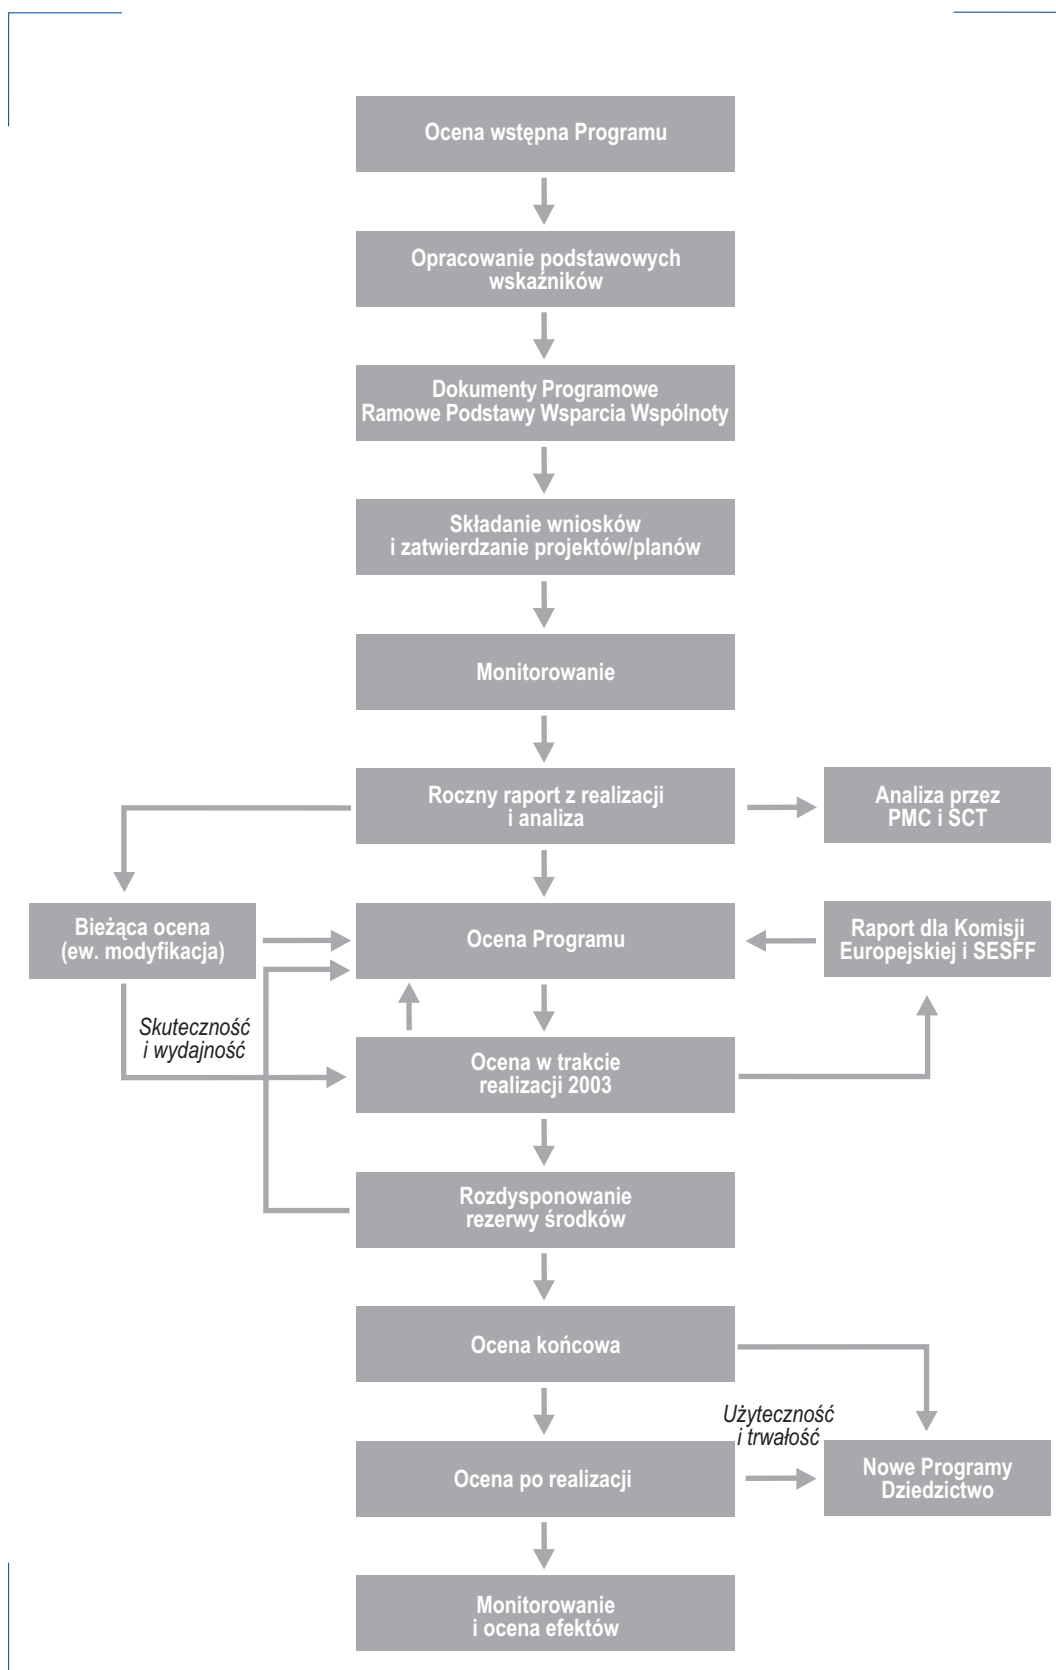 Ocena wstępna Programu
Opracowanie podstawowych
wskaźników
Dokumenty Programowe
Ramowe Podstawy Wsparcia Wspólnoty
Składanie wniosków
i zatwierdzanie projektów/planów
Monitorowanie
Roczny raport z realizacji
i analiza
Analiza przez
PMC i SCT
Bieżąca ocena
(ew. modyfikacja)
Ocena Programu
Raport dla Komisji
Europejskiej i SESFF
Skuteczność
i wydajność
Ocena w trakcie
realizacji 2003
Rozdysponowanie
rezerwy środków
Ocena końcowa
Użyteczność
i trwałość
Ocena po realizacji
Nowe Programy
Dziedzictwo
Monitorowanie
i ocena efektów